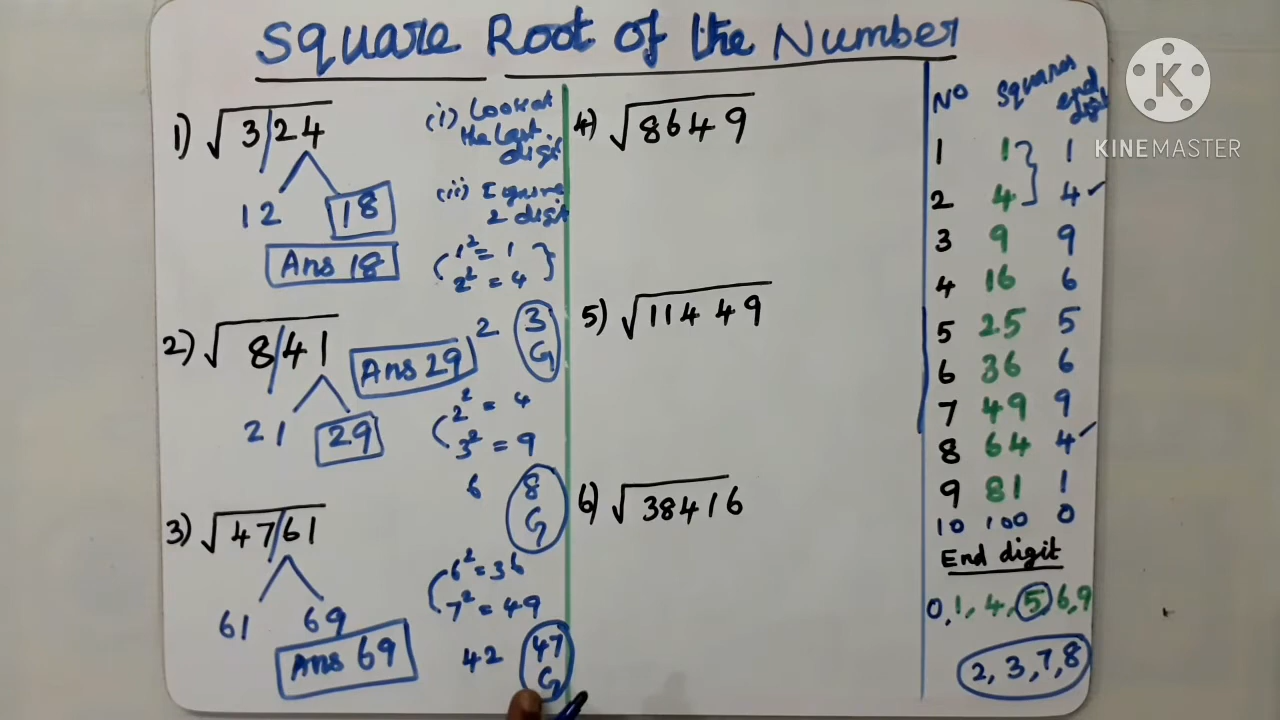 Square Root of the Number
1) √3/24
12 18
Ans 18
(i) Look at
the last
digit
(ii) Ignore
2 digit
1² = 1
2² = 4
2 3
G
2) √8/41
21 29
Ans 29
2² = 4
3² = 9
6 8
G
3) √47/61
61 69
Ans 69
6² = 36
7² = 49
42 47
G
4) √8649
5) √11449
6) √38416
NO squares end digit
1 1 1
2 4 4 ✓
3 9 9
4 16 6
5 25 5
6 36 6
7 49 9
8 64 4 ✓
9 81 1
10 100 0
End digit
0,1,4,5,6,9
2,3,7,8
K
KINEMASTER